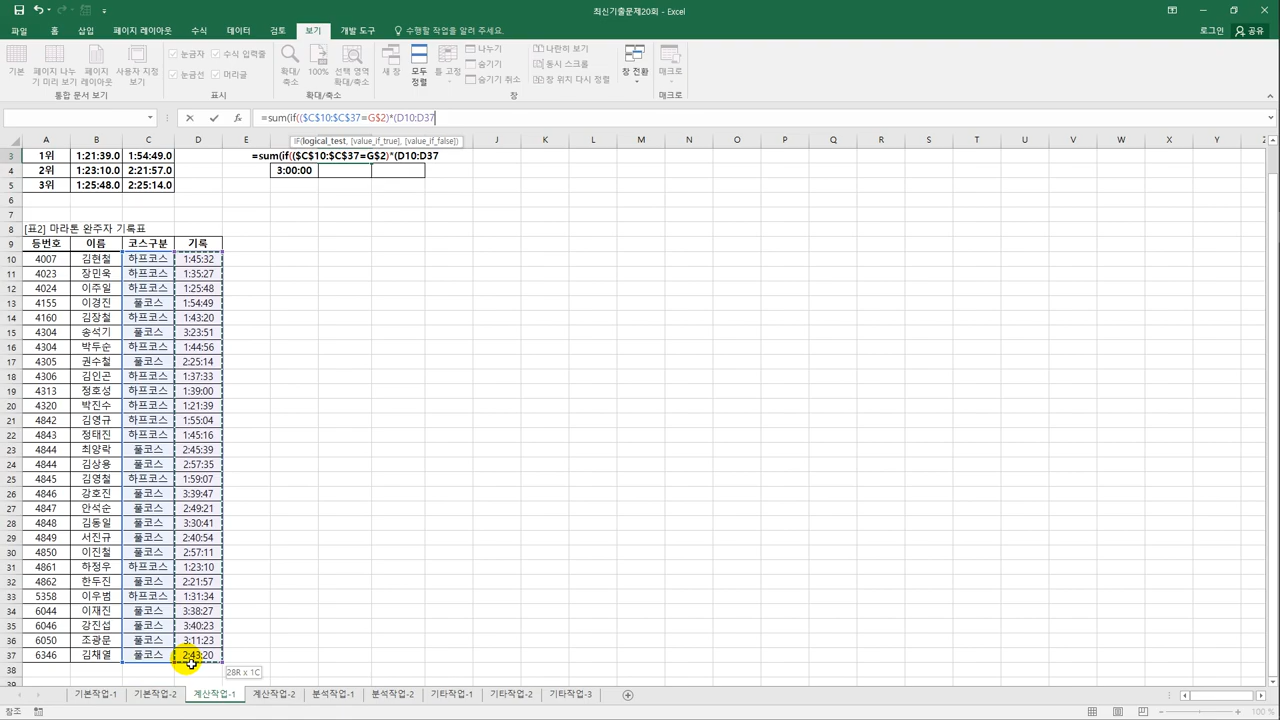 최신기출문제20회 - Excel
파일 홈 삽입 페이지 레이아웃 수식 데이터 검토 보기 개발 도구 수행할 작업을 알려 주세요. 로그인 공유
기본 페이지 나누기 미리 보기 페이지 레이아웃 사용자 지정 보기
통합 문서 보기
눈금자 수식 입력줄
눈금선 머리글
표시
확대/축소 100% 선택 영역 확대/축소
확대/축소
새 창 모두 정렬 틀 고정
나누기
숨기기
숨기기 취소
나란히 보기
동시 스크롤
창 위치 다시 정렬
창 전환
창
매크로
매크로
=sum(if(($C$10:$C$37=G$2)*(D10:D37
IF(logical_test, [value_if_true], [value_if_false])
A B C D E H I J K L M N O P Q R S T U V W X Y Z
3 1위 1:21:39.0 1:54:49.0 =sum(if(($C$10:$C$37=G$2)*(D10:D37
4 2위 1:23:10.0 2:21:57.0 3:00:00
5 3위 1:25:48.0 2:25:14.0
6
7
8 [표2] 마라톤 완주자 기록표
9 등번호 이름 코스구분 기록
10 4007 김현철 하프코스 1:45:32
11 4023 장민욱 하프코스 1:35:27
12 4024 이주일 하프코스 1:25:48
13 4155 이경진 풀코스 1:54:49
14 4160 김장철 하프코스 1:43:20
15 4304 송석기 풀코스 3:23:51
16 4304 박두순 하프코스 1:44:56
17 4305 권수철 풀코스 2:25:14
18 4306 김인곤 하프코스 1:37:33
19 4313 정호성 하프코스 1:39:00
20 4320 박진수 하프코스 1:21:39
21 4842 김영규 하프코스 1:55:04
22 4843 정태진 하프코스 1:45:16
23 4844 최양락 풀코스 2:45:39
24 4844 김상용 풀코스 2:57:35
25 4845 김영철 하프코스 1:59:07
26 4846 강호진 풀코스 3:39:47
27 4847 안석순 풀코스 2:49:21
28 4848 김동일 풀코스 3:30:41
29 4849 서진규 풀코스 2:40:54
30 4850 이진철 풀코스 2:57:11
31 4861 하정우 하프코스 1:23:10
32 4862 한두진 풀코스 2:21:57
33 5358 이우범 하프코스 1:31:34
34 6044 이재진 풀코스 3:38:27
35 6046 강진섭 풀코스 3:40:23
36 6050 조광문 풀코스 3:11:23
37 6346 김채열 풀코스 2:43:20
38 28R x 1C
39
기본작업-1 기본작업-2 계산작업-1 계산작업-2 분석작업-1 분석작업-2 기타작업-1 기타작업-2 기타작업-3
참조 100 %